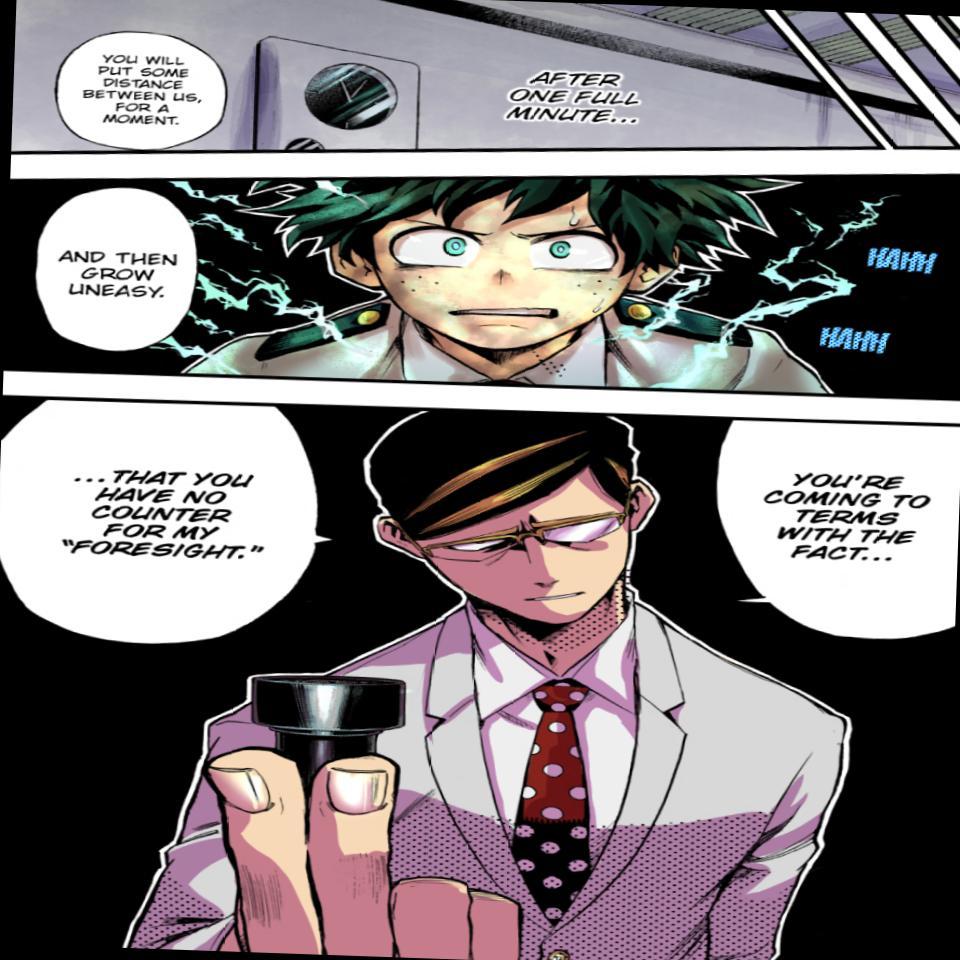 AFTER
ONE FULL
MINUTE...
YOU WILL
PUT SOME
DISTANCE
BETWEEN US,
FOR A
MOMENT.
HAHH
HAHH
AND THEN
GROW
UNEASY.
YOU'RE
COMING TO
TERMS
WITH THE
FACT...
...THAT YOU
HAVE NO
COUNTER
FOR MY
"FORESIGHT."